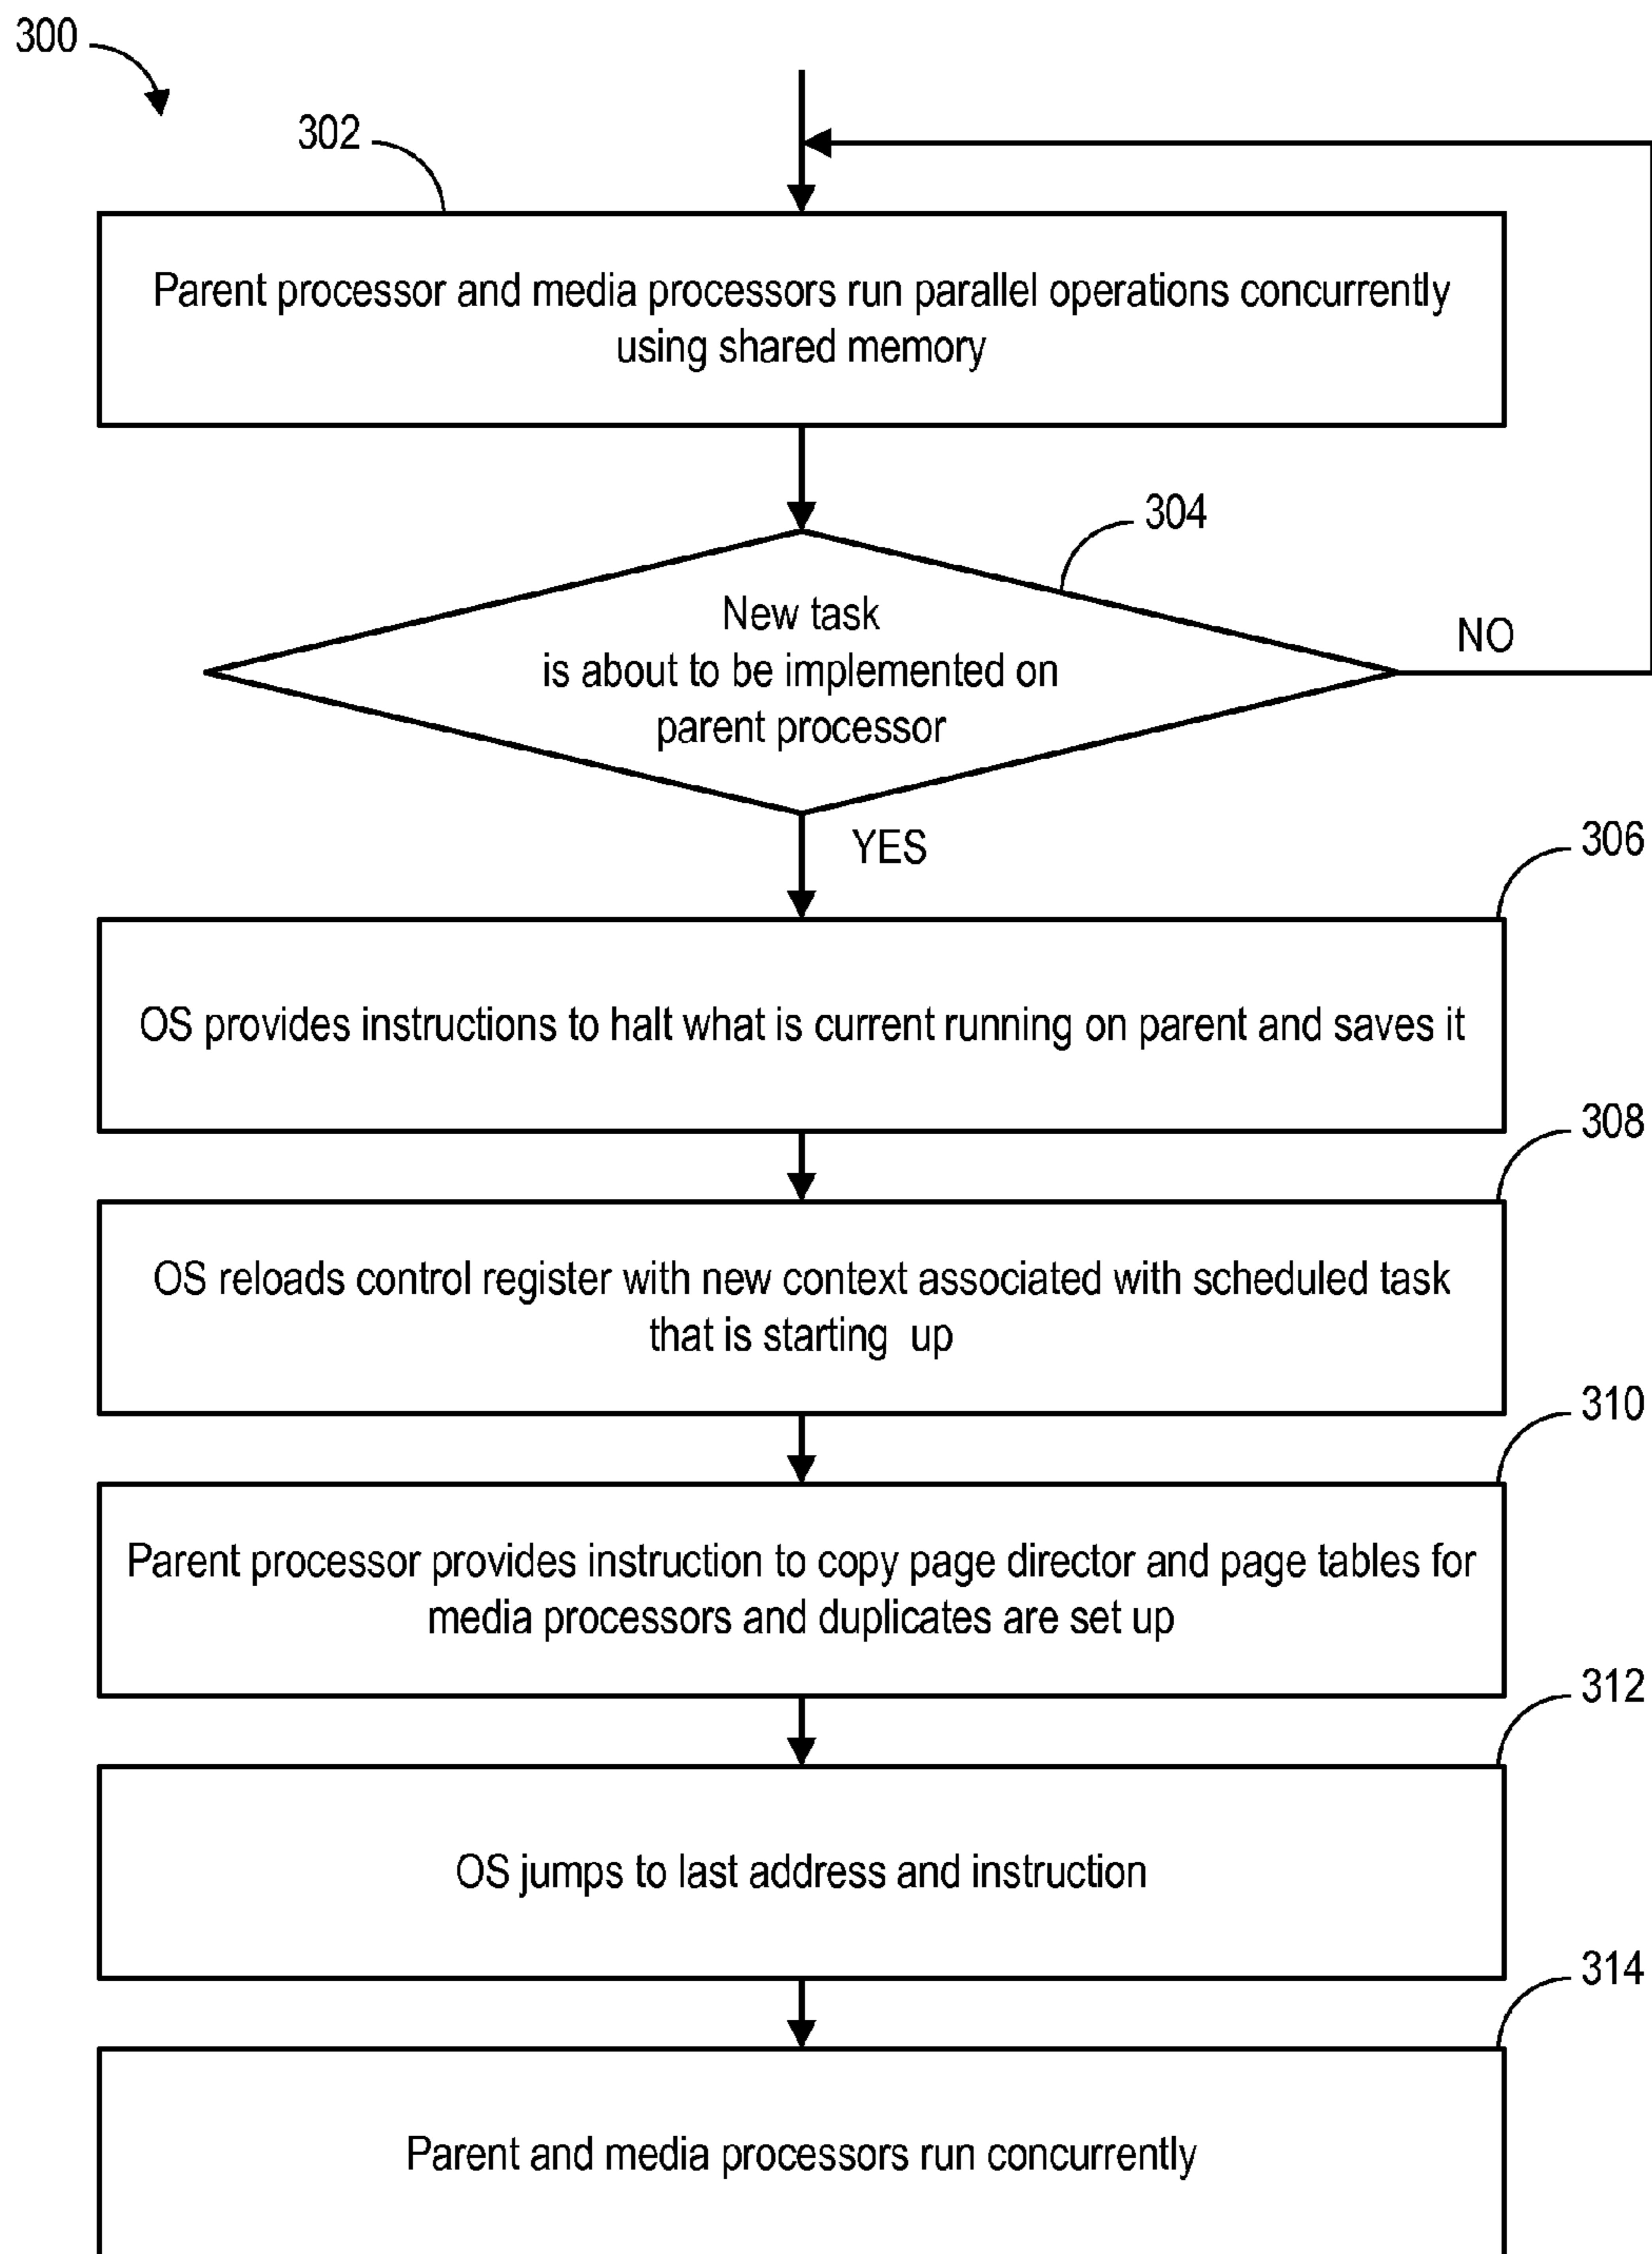 300
302
Parent processor and media processors run parallel operations concurrently
using shared memory
304
New task
is about to be implemented on
parent processor
NO
YES
306
OS provides instructions to halt what is current running on parent and saves it
308
OS reloads control register with new context associated with scheduled task
that is starting up
310
Parent processor provides instruction to copy page director and page tables for
media processors and duplicates are set up
312
OS jumps to last address and instruction
314
Parent and media processors run concurrently